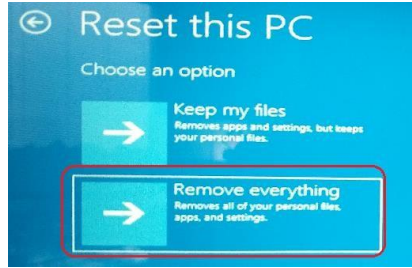 Reset this PC
Choose an option
Keep my files
Removes apps and settings, but keeps
your personal files.
Remove everything
Removes all of your personal files,
apps, and settings.